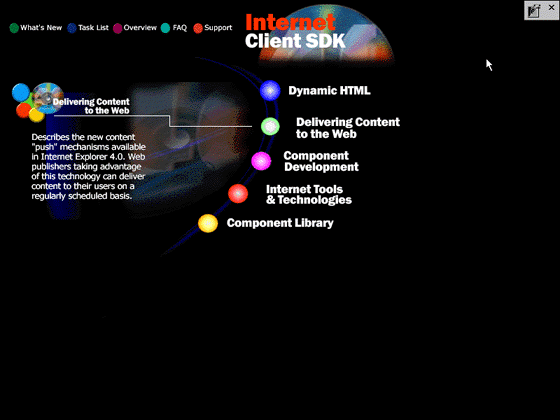 What's New Task List Overview FAQ Support
Internet
Client SDK
Dynamic HTML
Delivering Content
to the Web
Delivering Content
to the Web
Describes the new content
"push" mechanisms available
in Internet Explorer 4.0. Web
publishers taking advantage
of this technology can deliver
content to their users on a
regularly scheduled basis.
Component
Development
Internet Tools
& Technologies
Component Library